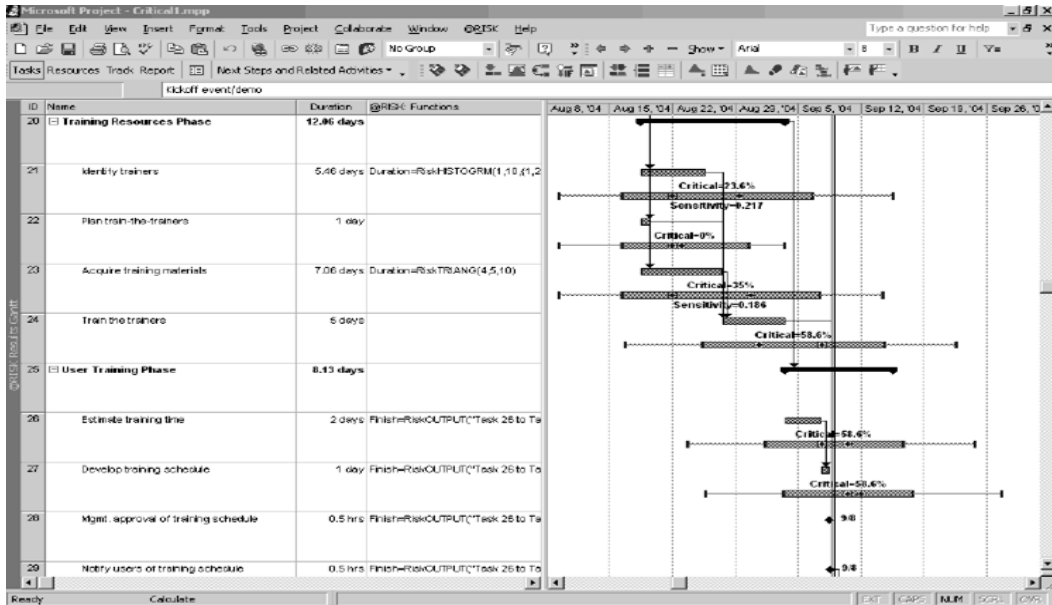 Microsoft Project - Critical1.mpp
File Edit View Insert Format Tools Project Collaborate Window @RISK Help Type a question for help
No Group Show Arial 8 B I U
Tasks Resources Track Report Next Steps and Related Activities
Kickoff event/demo
ID Name Duration @RISK: Functions Aug 8, '04 Aug 15, '04 Aug 22, '04 Aug 29, '04 Sep 5, '04 Sep 12, '04 Sep 19, '04 Sep 26, '0
20 Training Resources Phase 12.06 days
21 Identify trainers 5.46 days Duration=RiskHISTOGRM(1,10,{1,2
Critical=23.6%
Sensitivity=0.217
22 Plan train-the-trainers 1 day
Critical=0%
23 Acquire training materials 7.06 days Duration=RiskTRIANG(4,5,10)
Critical=35%
Sensitivity=0.186
24 Train the trainers 5 days
Critical=58.6%
25 User Training Phase 8.13 days
26 Estimate training time 2 days Finish=RiskOUTPUT("Task 26 to Ta
Critical=58.6%
27 Develop training schedule 1 day Finish=RiskOUTPUT("Task 26 to Ta
Critical=58.6%
28 Mgmt. approval of training schedule 0.5 hrs Finish=RiskOUTPUT("Task 26 to Ta
9/8
29 Notify users of training schedule 0.5 hrs Finish=RiskOUTPUT("Task 26 to Ta
9/8
@RISK Results Gantt
Ready Calculate EXT CAPS NUM SCRL OVR